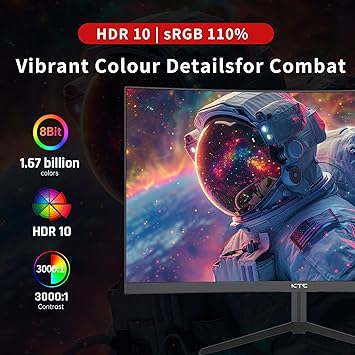 HDR 10 | sRGB 110%
Vibrant Colour Detailsfor Combat
8Bit
1.67 billion
colors
HDR 10
3000:1
3000:1
Contrast
KTC